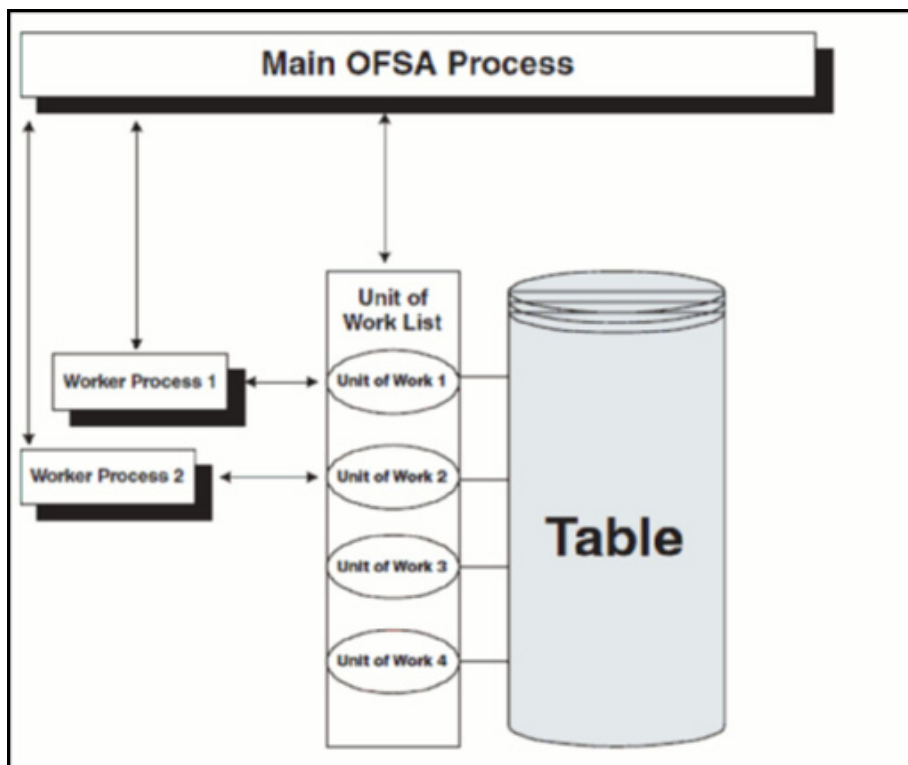 Main OFSA Process
Unit of
Work List
Worker Process 1
Unit of Work 1
Worker Process 2
Unit of Work 2
Table
Unit of Work 3
Unit of Work 4